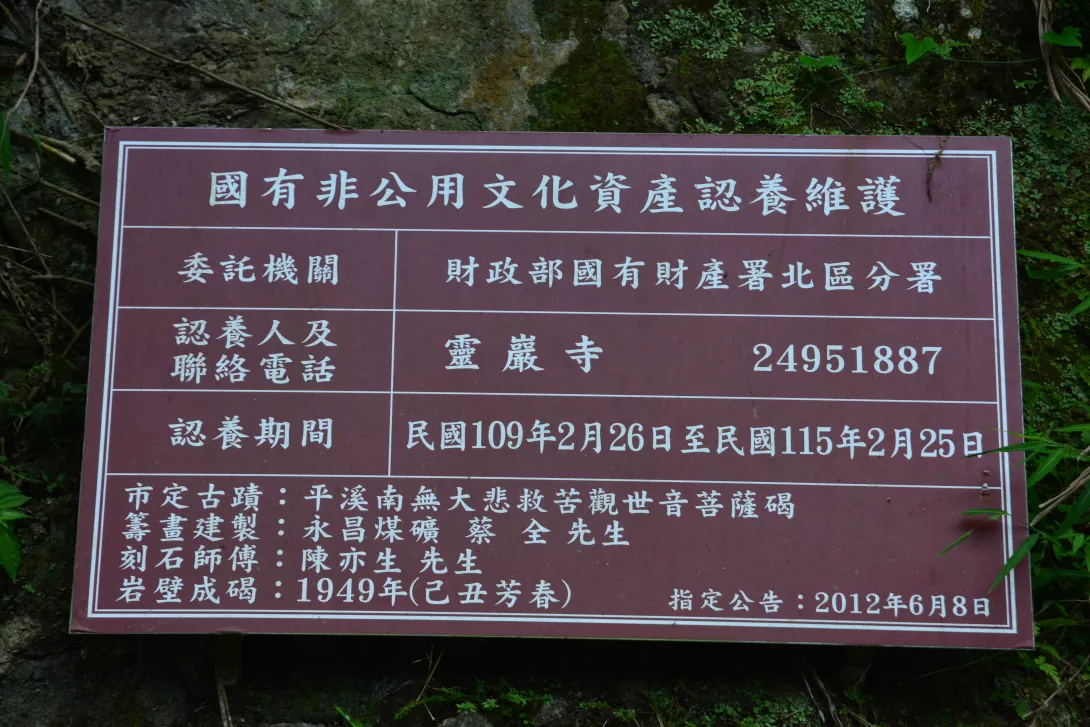 國有非公用文化資產認養維護
委託機關 財政部國有財產署北區分署
認養人及
聯絡電話 靈巖寺 24951887
認養期間 民國109年2月26日至民國115年2月25日
市定古蹟：平溪南無大悲救苦觀世音菩薩碣
籌畫建製：永昌煤礦 蔡 全 先生
刻石師傅：陳亦生 先生
岩壁成碣：1949年(己丑芳春)
指定公告：2012年6月8日